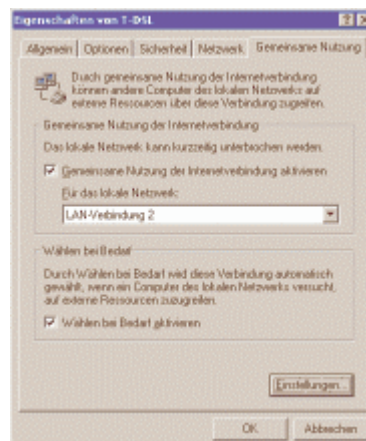 Eigenschaften von T-DSL
Allgemein Optionen Sicherheit Netzwerk Gemeinsame Nutzung
Durch gemeinsame Nutzung der Internetverbindung
können andere Computer des lokalen Netzwerks auf
externe Ressourcen über diese Verbindung zugreifen.
Gemeinsame Nutzung der Internetverbindung
Das lokale Netzwerk kann kurzzeitig unterbrochen werden.
Gemeinsame Nutzung der Internetverbindung aktivieren
Für das lokale Netzwerk:
LAN-Verbindung 2
Wählen bei Bedarf
Durch Wählen bei Bedarf wird diese Verbindung automatisch
gewählt, wenn ein Computer des lokalen Netzwerks versucht,
auf externe Ressourcen zuzugreifen.
Wählen bei Bedarf aktivieren
Einstellungen...
OK Abbrechen